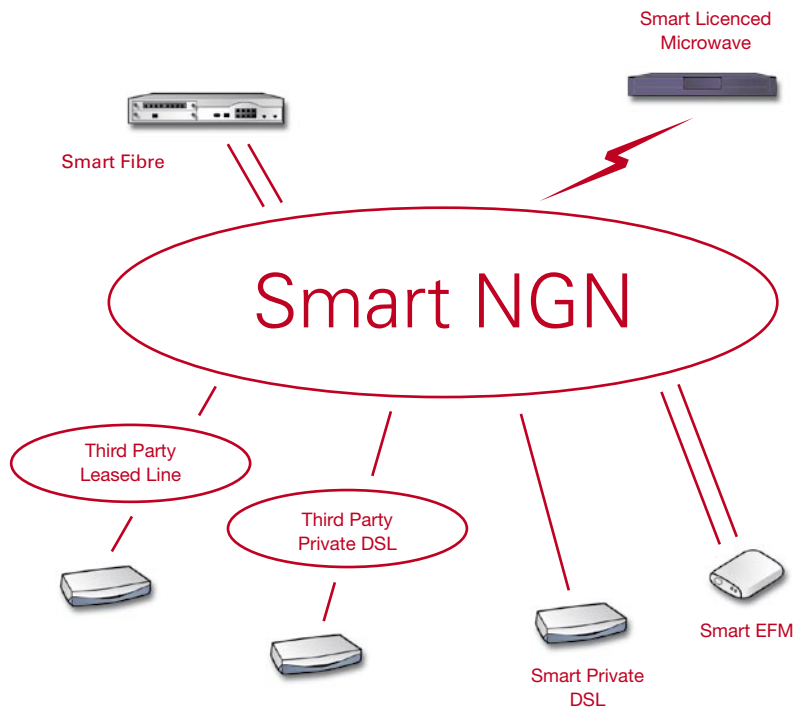 Smart Licenced
Microwave
Smart Fibre
Smart NGN
Third Party
Leased Line
Third Party
Private DSL
Smart EFM
Smart Private
DSL